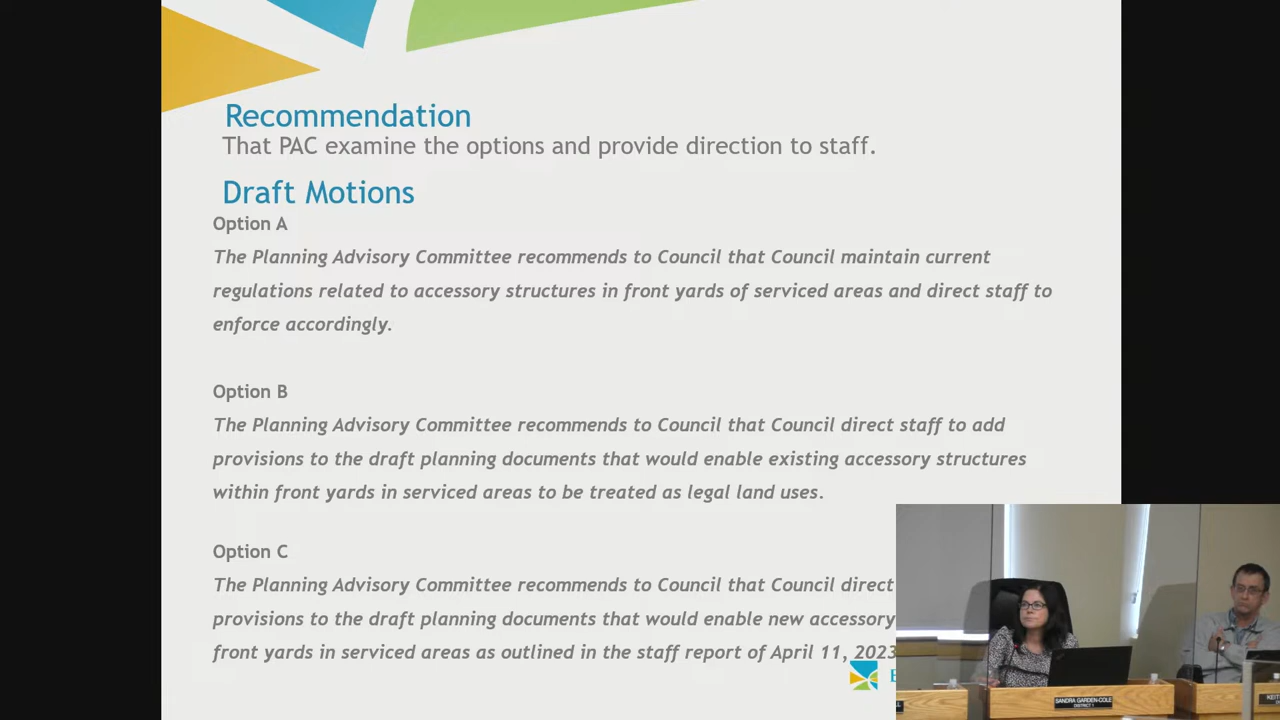 Recommendation
That PAC examine the options and provide direction to staff.
Draft Motions
Option A
The Planning Advisory Committee recommends to Council that Council maintain current
regulations related to accessory structures in front yards of serviced areas and direct staff to
enforce accordingly.
Option B
The Planning Advisory Committee recommends to Council that Council direct staff to add
provisions to the draft planning documents that would enable existing accessory structures
within front yards in serviced areas to be treated as legal land uses.
Option C
The Planning Advisory Committee recommends to Council that Council direct
provisions to the draft planning documents that would enable new accessory
front yards in serviced areas as outlined in the staff report of April 11, 2023
E
SANDRA GARDEN-COLE
DISTRICT 1
KEIT